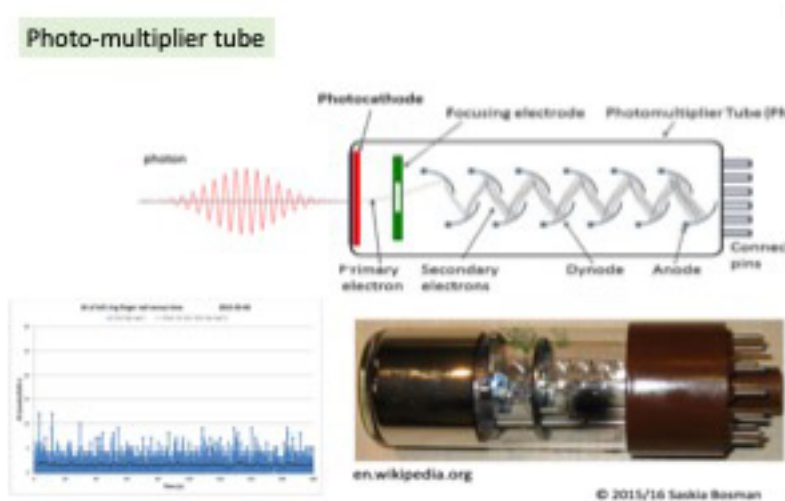 Photo-multiplier tube
Photocathode
Focusing electrode
Photomultiplier Tube (PM
photon
Primary
electron
Secondary
electrons
Dynode
Anode
Connec
pins
en.wikipedia.org
© 2015/16 Saskia Bosman